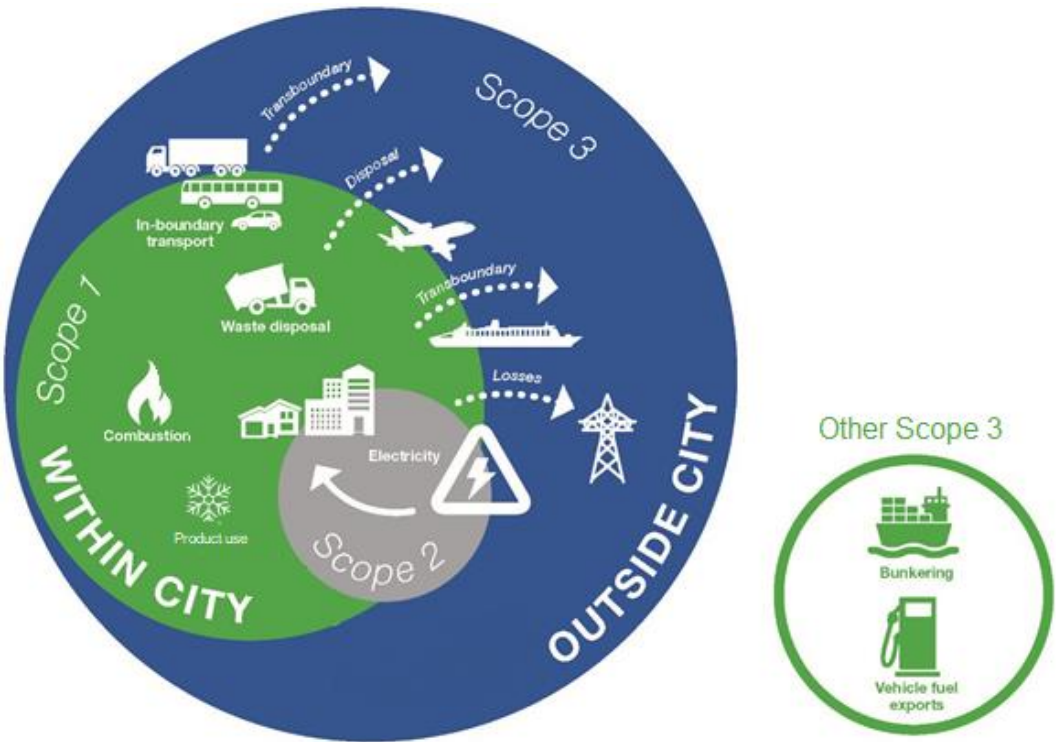 Transboundary
Scope 3
Disposal
In-boundary
transport
Transboundary
Scope 1
Waste disposal
Losses
Combustion
Electricity
Product use
Scope 2
WITHIN CITY
OUTSIDE CITY
Other Scope 3
Bunkering
Vehicle fuel
exports